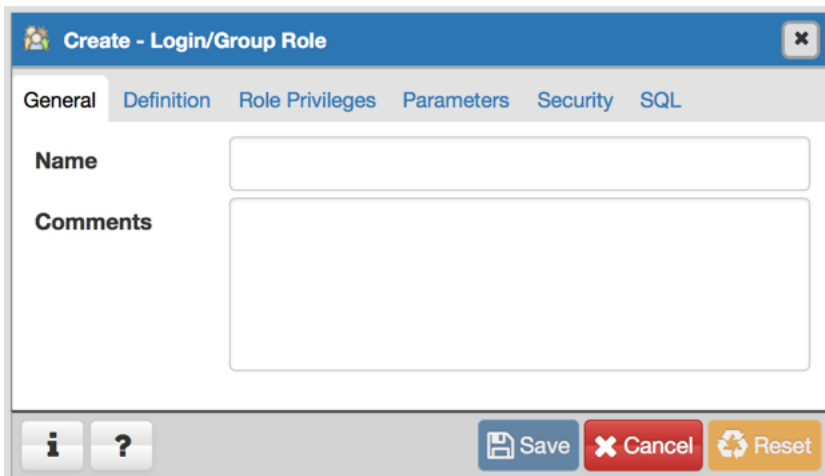 Create - Login/Group Role
General Definition Role Privileges Parameters Security SQL
Name
Comments
i ? Save Cancel Reset